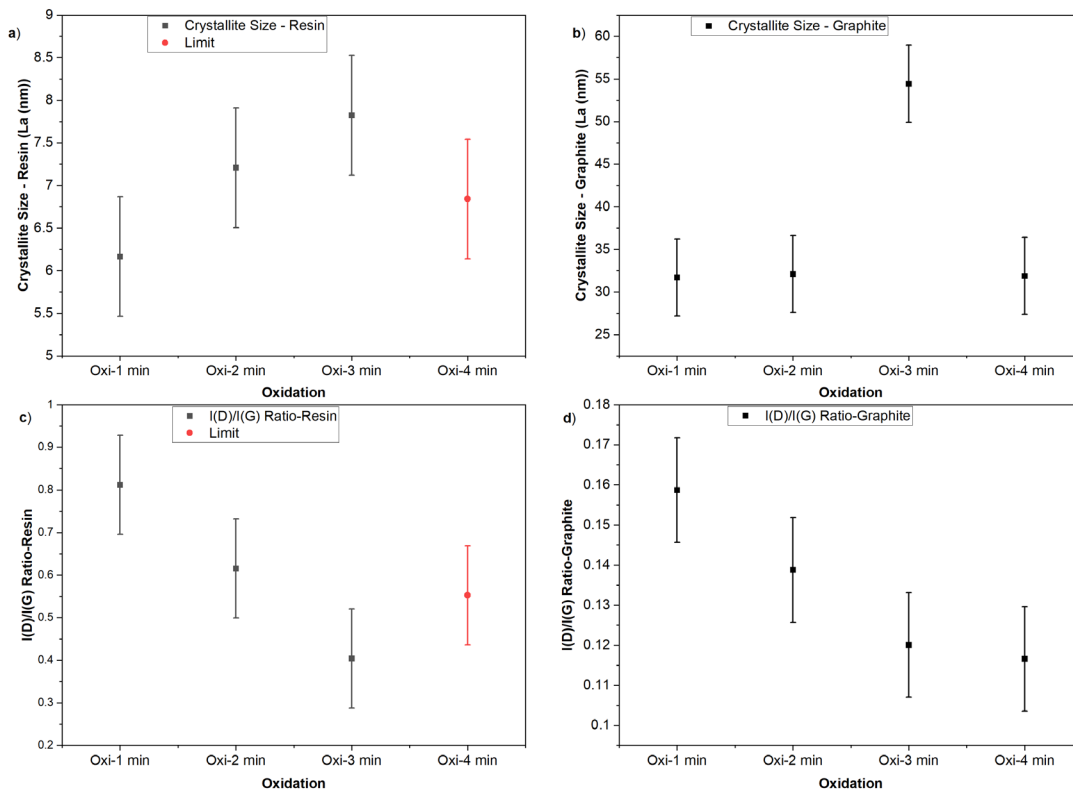 a)
Crystallite Size - Resin
Limit
Crystallite Size - Resin (La (nm))
9
8.5
8
7.5
7
6.5
6
5.5
5
Oxi-1 min Oxi-2 min Oxi-3 min Oxi-4 min
Oxidation
b)
Crystallite Size - Graphite
Crystallite Size - Graphite (La (nm))
60
55
50
45
40
35
30
25
Oxi-1 min Oxi-2 min Oxi-3 min Oxi-4 min
Oxidation
c)
I(D)/I(G) Ratio-Resin
Limit
I(D)/I(G) Ratio-Resin
1
0.9
0.8
0.7
0.6
0.5
0.4
0.3
0.2
Oxi-1 min Oxi-2 min Oxi-3 min Oxi-4 min
Oxidation
d)
I(D)/I(G) Ratio-Graphite
I(D)/I(G) Ratio-Graphite
0.18
0.17
0.16
0.15
0.14
0.13
0.12
0.11
0.1
Oxi-1 min Oxi-2 min Oxi-3 min Oxi-4 min
Oxidation